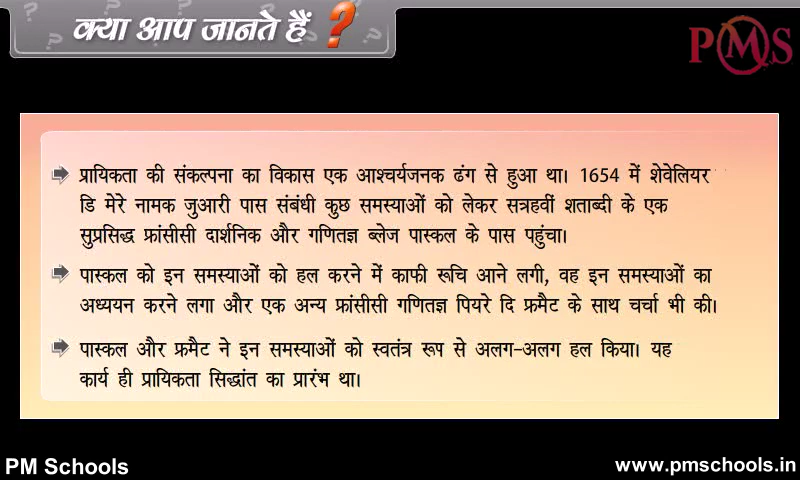 क्या आप जानते हैं ?
PMS
प्रायिकता की संकल्पना का विकास एक आश्चर्यजनक ढंग से हुआ था। 1654 में शेवेलियर
डि मेरे नामक जुआरी पास संबंधी कुछ समस्याओं को लेकर सत्रहवीं शताब्दी के एक
सुप्रसिद्ध फ्रांसीसी दार्शनिक और गणितज्ञ ब्लेज पास्कल के पास पहुंचा।
पास्कल को इन समस्याओं को हल करने में काफी रूचि आने लगी, वह इन समस्याओं का
अध्ययन करने लगा और एक अन्य फ्रांसीसी गणितज्ञ पियरे दि फ्रमैट के साथ चर्चा भी की।
पास्कल और फ्रमैट ने इन समस्याओं को स्वतंत्र रूप से अलग-अलग हल किया। यह
कार्य ही प्रायिकता सिद्धांत का प्रारंभ था।
PM Schools
www.pmschools.in